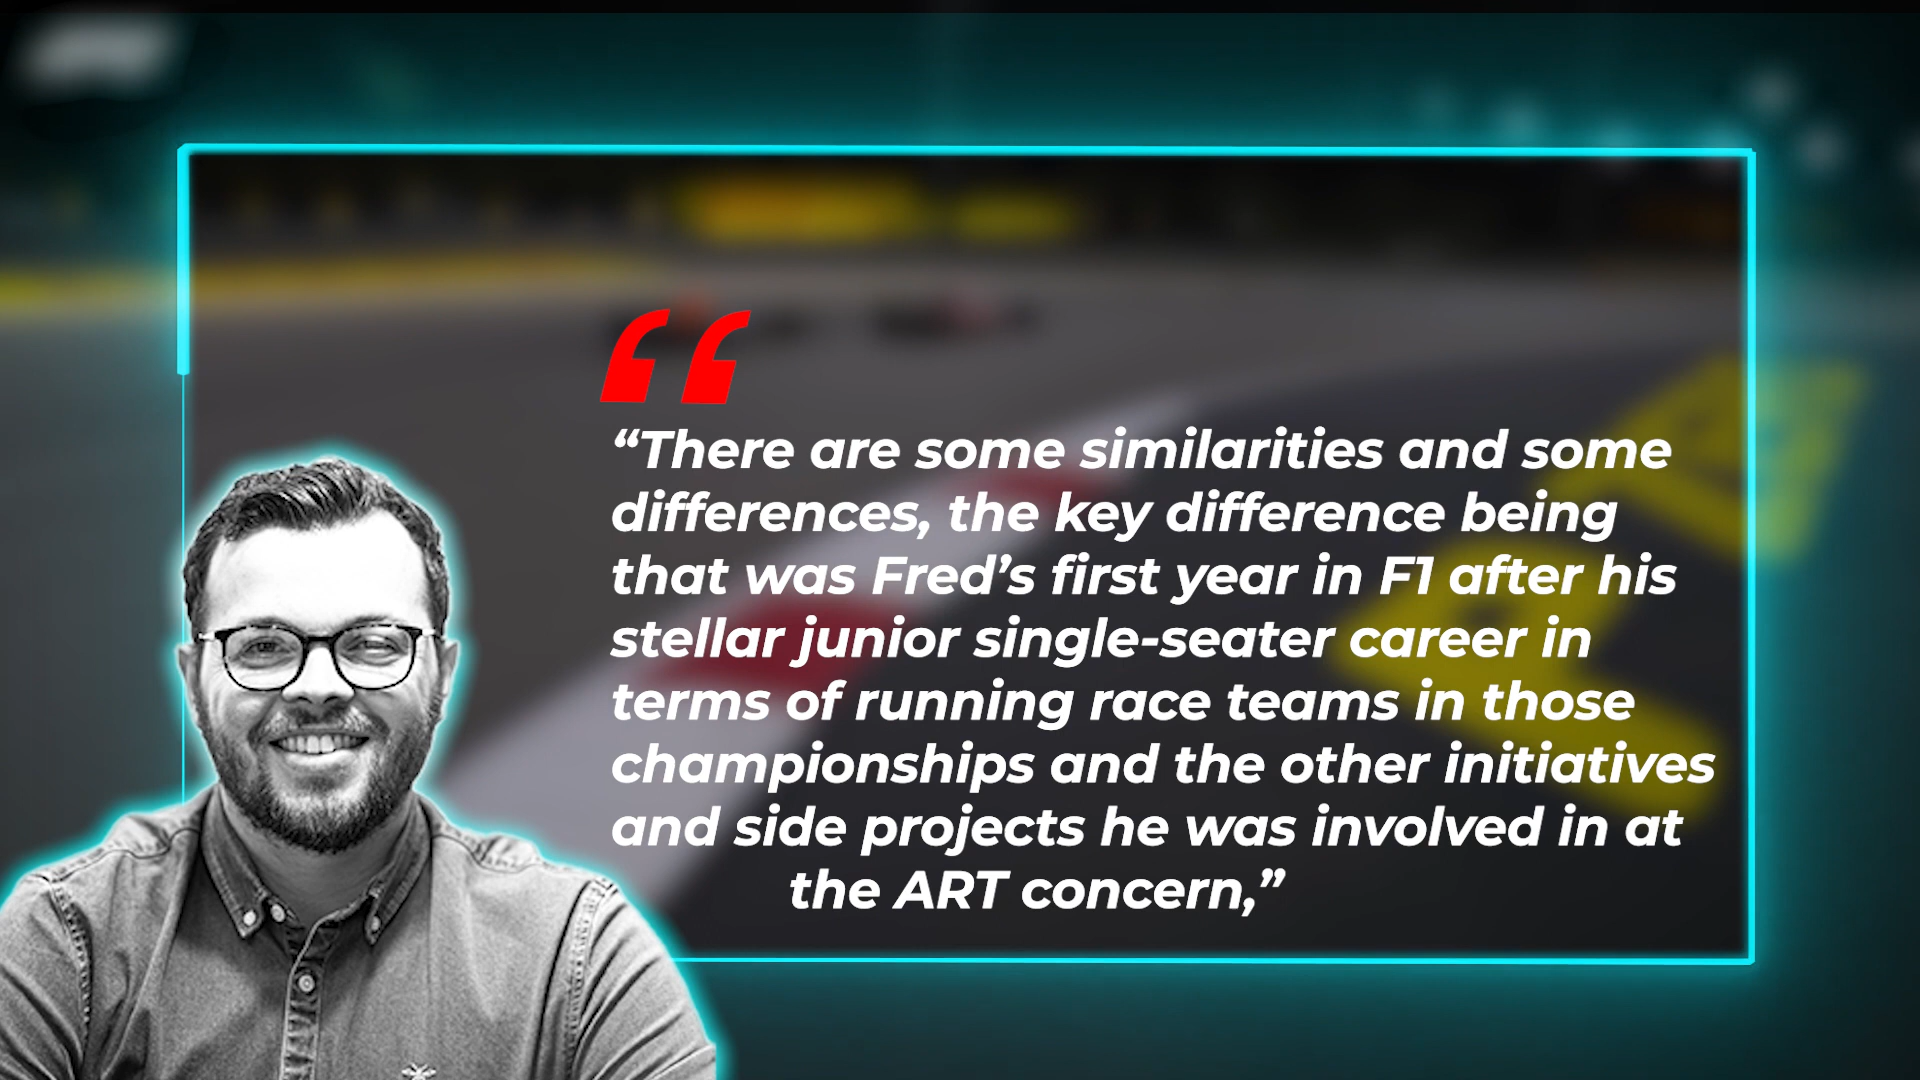 “There are some similarities and some
differences, the key difference being
that was Fred’s first year in F1 after his
stellar junior single-seater career in
terms of running race teams in those
championships and the other initiatives
and side projects he was involved in at
the ART concern,”